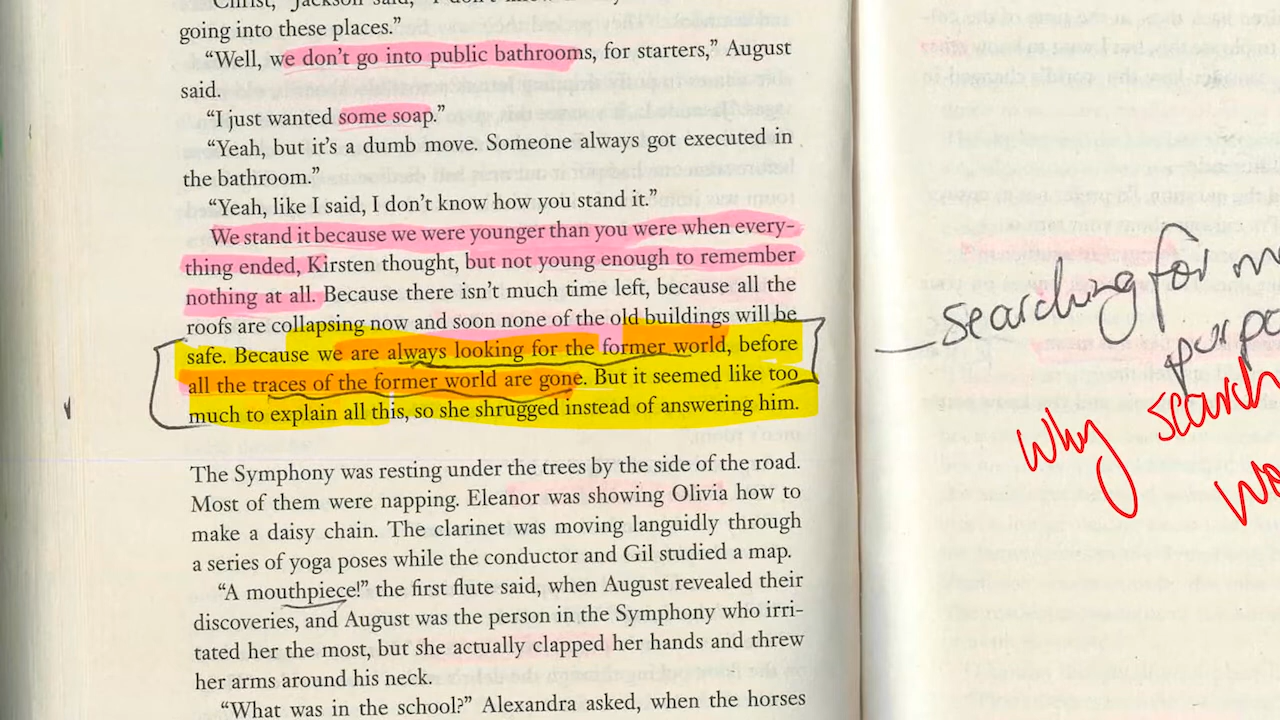 "Christ," Jackson said, "I don't
going into these places."
"Well, we don't go into public bathrooms, for starters," August
said.
"I just wanted some soap."
"Yeah, but it's a dumb move. Someone always got executed in
the bathroom."
"Yeah, like I said, I don't know how you stand it."
We stand it because we were younger than you were when every-
thing ended, Kirsten thought, but not young enough to remember
nothing at all. Because there isn't much time left, because all the
roofs are collapsing now and soon none of the old buildings will be
safe. Because we are always looking for the former world, before
all the traces of the former world are gone. But it seemed like too
much to explain all this, so she shrugged instead of answering him.
The Symphony was resting under the trees by the side of the road.
Most of them were napping. Eleanor was showing Olivia how to
make a daisy chain. The clarinet was moving languidly through
a series of yoga poses while the conductor and Gil studied a map.
"A mouthpiece!" the first flute said, when August revealed their
discoveries, and August was the person in the Symphony who irri-
tated her the most, but she actually clapped her hands and threw
her arms around his neck.
"What was in the school?" Alexandra asked, when the horses
searching for
why search